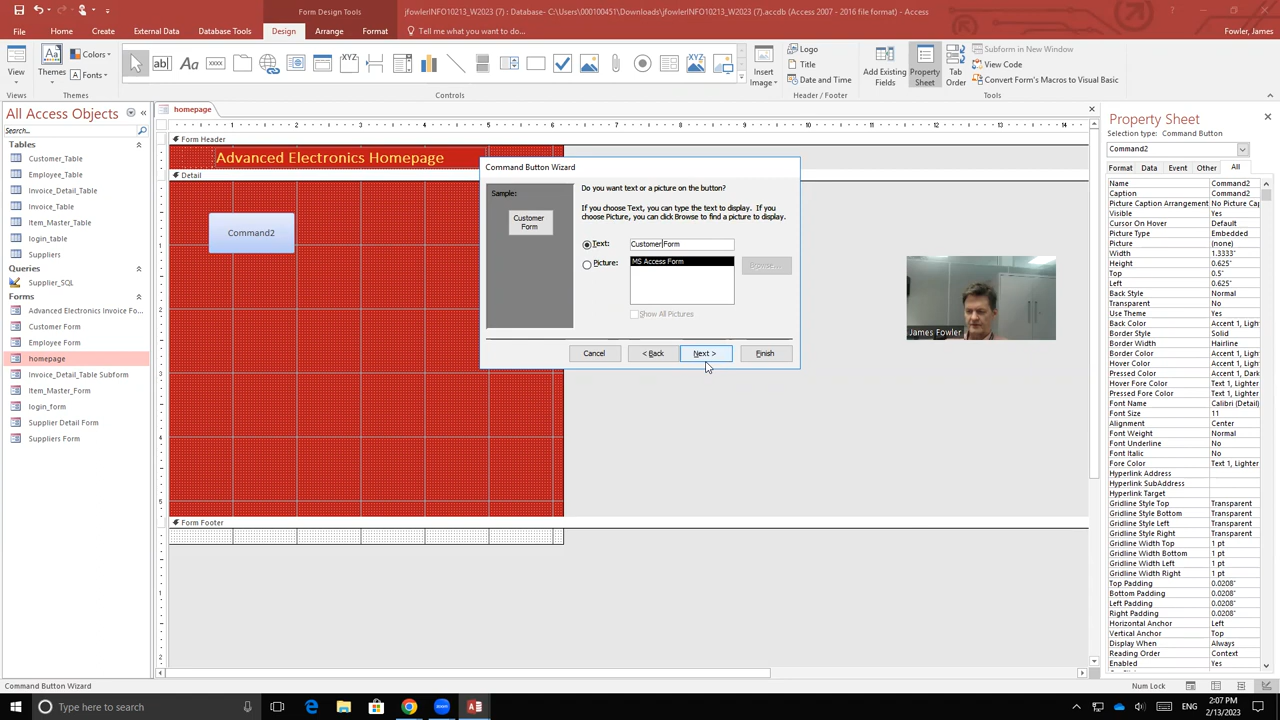 Form Design Tools
jfowlerINFO10213_W2023 (7) : Database- C:\Users\000100451\Downloads\jfowlerINFO10213_W2023 (7).accdb (Access 2007 - 2016 file format) - Access
Fowler, James
File Home Create External Data Database Tools Design Arrange Format Tell me what you want to do
View
Views
Themes
Colors
Fonts
Themes
Controls
Insert Image
Logo
Title
Date and Time
Header / Footer
Add Existing Fields
Property Sheet
Tab Order
Subform in New Window
View Code
Convert Form's Macros to Visual Basic
Tools
All Access Objects
Search...
Tables
Customer_Table
Employee_Table
Invoice_Detail_Table
Invoice_Table
Item_Master_Table
login_table
Suppliers
Queries
Supplier_SQL
Forms
Advanced Electronics Invoice Fo...
Customer Form
Employee Form
homepage
Invoice_Detail_Table Subform
Item_Master_Form
login_form
Supplier Detail Form
Suppliers Form
homepage
Form Header
Advanced Electronics Homepage
Detail
Command2
Form Footer
Command Button Wizard
Sample:
Customer Form
Do you want text or a picture on the button?
If you choose Text, you can type the text to display. If you
choose Picture, you can click Browse to find a picture to display.
Text: Customer Form
Picture: MS Access Form
Browse...
Show All Pictures
Cancel < Back Next > Finish
James Fowler
Property Sheet
Selection type: Command Button
Command2
Format Data Event Other All
Name Command2
Caption Command2
Picture Caption Arrangement No Picture Cap
Visible Yes
Cursor On Hover Default
Picture Type Embedded
Picture (none)
Width 1.3333"
Height 0.625"
Top 0.5"
Left 0.625"
Back Style Normal
Transparent No
Use Theme Yes
Back Color Accent 1, Light
Border Style Solid
Border Width Hairline
Border Color Accent 1, Light
Hover Color Accent 1, Light
Pressed Color Accent 1, Dark
Hover Fore Color Text 1, Lighter
Pressed Fore Color Text 1, Lighter
Font Name Calibri (Detail)
Font Size 11
Alignment Center
Font Weight Normal
Font Underline No
Font Italic No
Fore Color Text 1, Lighter
Hyperlink Address
Hyperlink SubAddress
Hyperlink Target
Gridline Style Top Transparent
Gridline Style Bottom Transparent
Gridline Style Left Transparent
Gridline Style Right Transparent
Gridline Width Top 1 pt
Gridline Width Bottom 1 pt
Gridline Width Left 1 pt
Gridline Width Right 1 pt
Top Padding 0.0208"
Bottom Padding 0.0208"
Left Padding 0.0208"
Right Padding 0.0208"
Horizontal Anchor Left
Vertical Anchor Top
Display When Always
Reading Order Context
Enabled Yes
Command Button Wizard
Num Lock
Type here to search
ENG
2:07 PM
2/13/2023